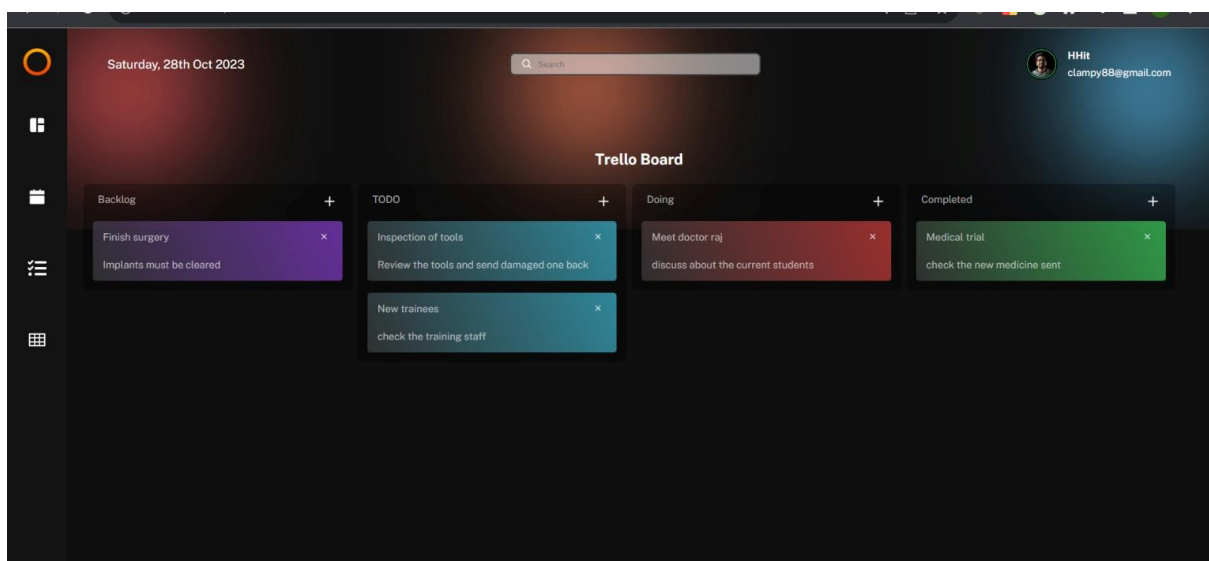 Saturday, 28th Oct 2023
Search
HHit
clampy88@gmail.com
Trello Board
Backlog
Finish surgery
Implants must be cleared
TODO
Inspection of tools
Review the tools and send damaged one back
New trainees
check the training staff
Doing
Meet doctor raj
discuss about the current students
Completed
Medical trial
check the new medicine sent